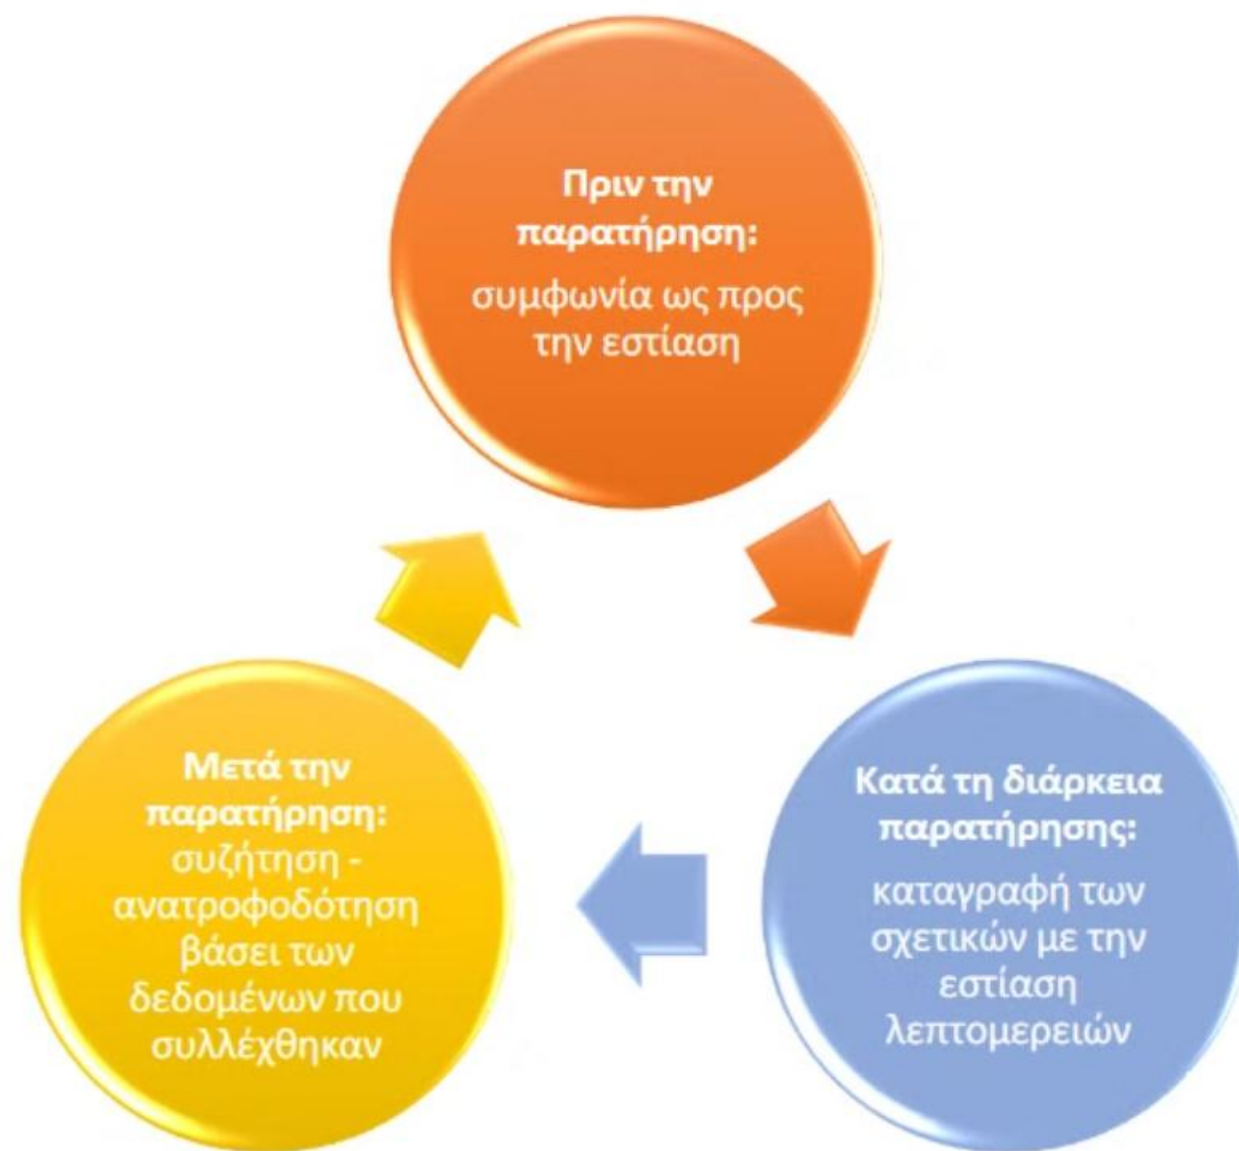 Πριν την
παρατήρηση:
συμφωνία ως προς
την εστίαση
Κατά τη διάρκεια
παρατήρησης:
καταγραφή των
σχετικών με την
εστίαση
λεπτομερειών
Μετά την
παρατήρηση:
συζήτηση -
ανατροφοδότηση
βάσει των
δεδομένων που
συλλέχθηκαν